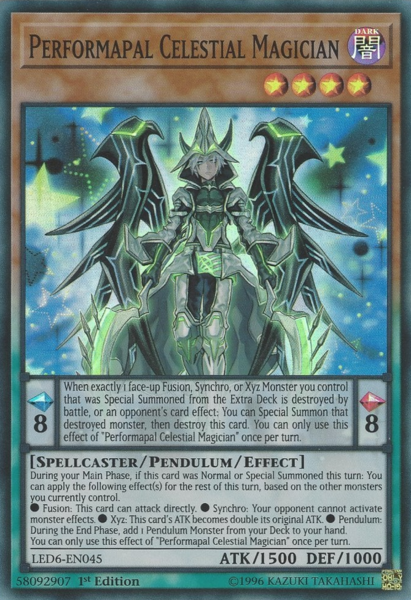 PERFORMAPAL CELESTIAL MAGICIAN
DARK
闇
When exactly 1 face-up Fusion, Synchro, or Xyz Monster you control
that was Special Summoned from the Extra Deck is destroyed by
battle, or an opponent's card effect: You can Special Summon that
destroyed monster, then destroy this card. You can only use this
effect of "Performapal Celestial Magician" once per turn.
8
8
[SPELLCASTER/PENDULUM/EFFECT]
During your Main Phase, if this card was Normal or Special Summoned this turn: You
can apply the following effect(s) for the rest of this turn, based on the other monsters
you currently control.
● Fusion: This card can attack directly. ● Synchro: Your opponent cannot activate
monster effects. ● Xyz: This card's ATK becomes double its original ATK. ● Pendulum:
During the End Phase, add 1 Pendulum Monster from your Deck to your hand.
You can only use this effect of "Performapal Celestial Magician" once per turn.
LED6-EN045
ATK/1500 DEF/1000
58092907 1st Edition
©1996 KAZUKI TAKAHASHI